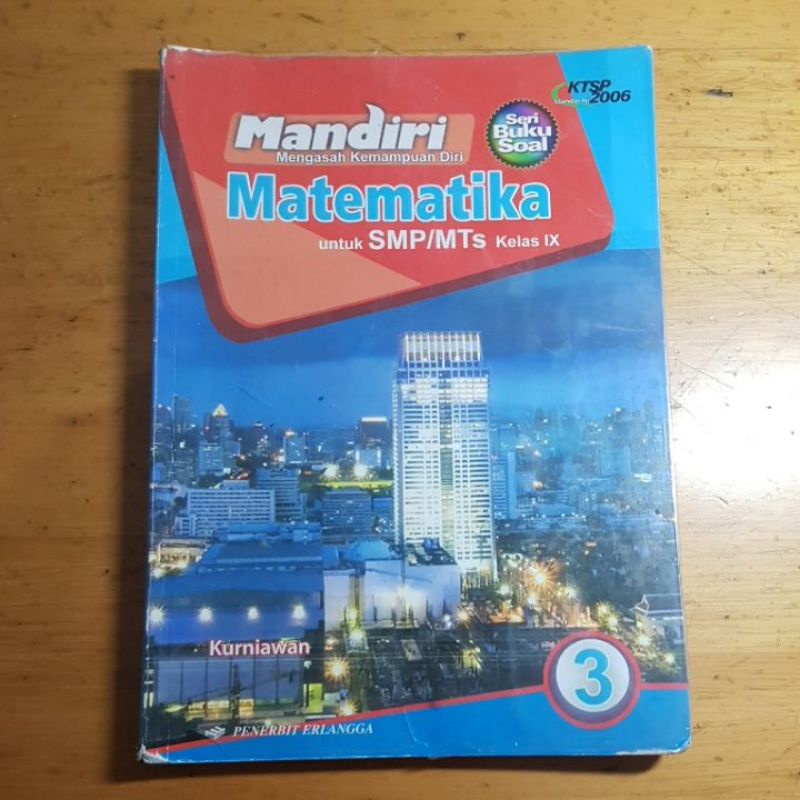 KTSP
Standar Isi 2006
Mandiri
Mengasah Kemampuan Diri
Seri
Buku
Soal
Matematika
untuk SMP/MTs Kelas IX
Kurniawan
3
PENERBIT ERLANGGA